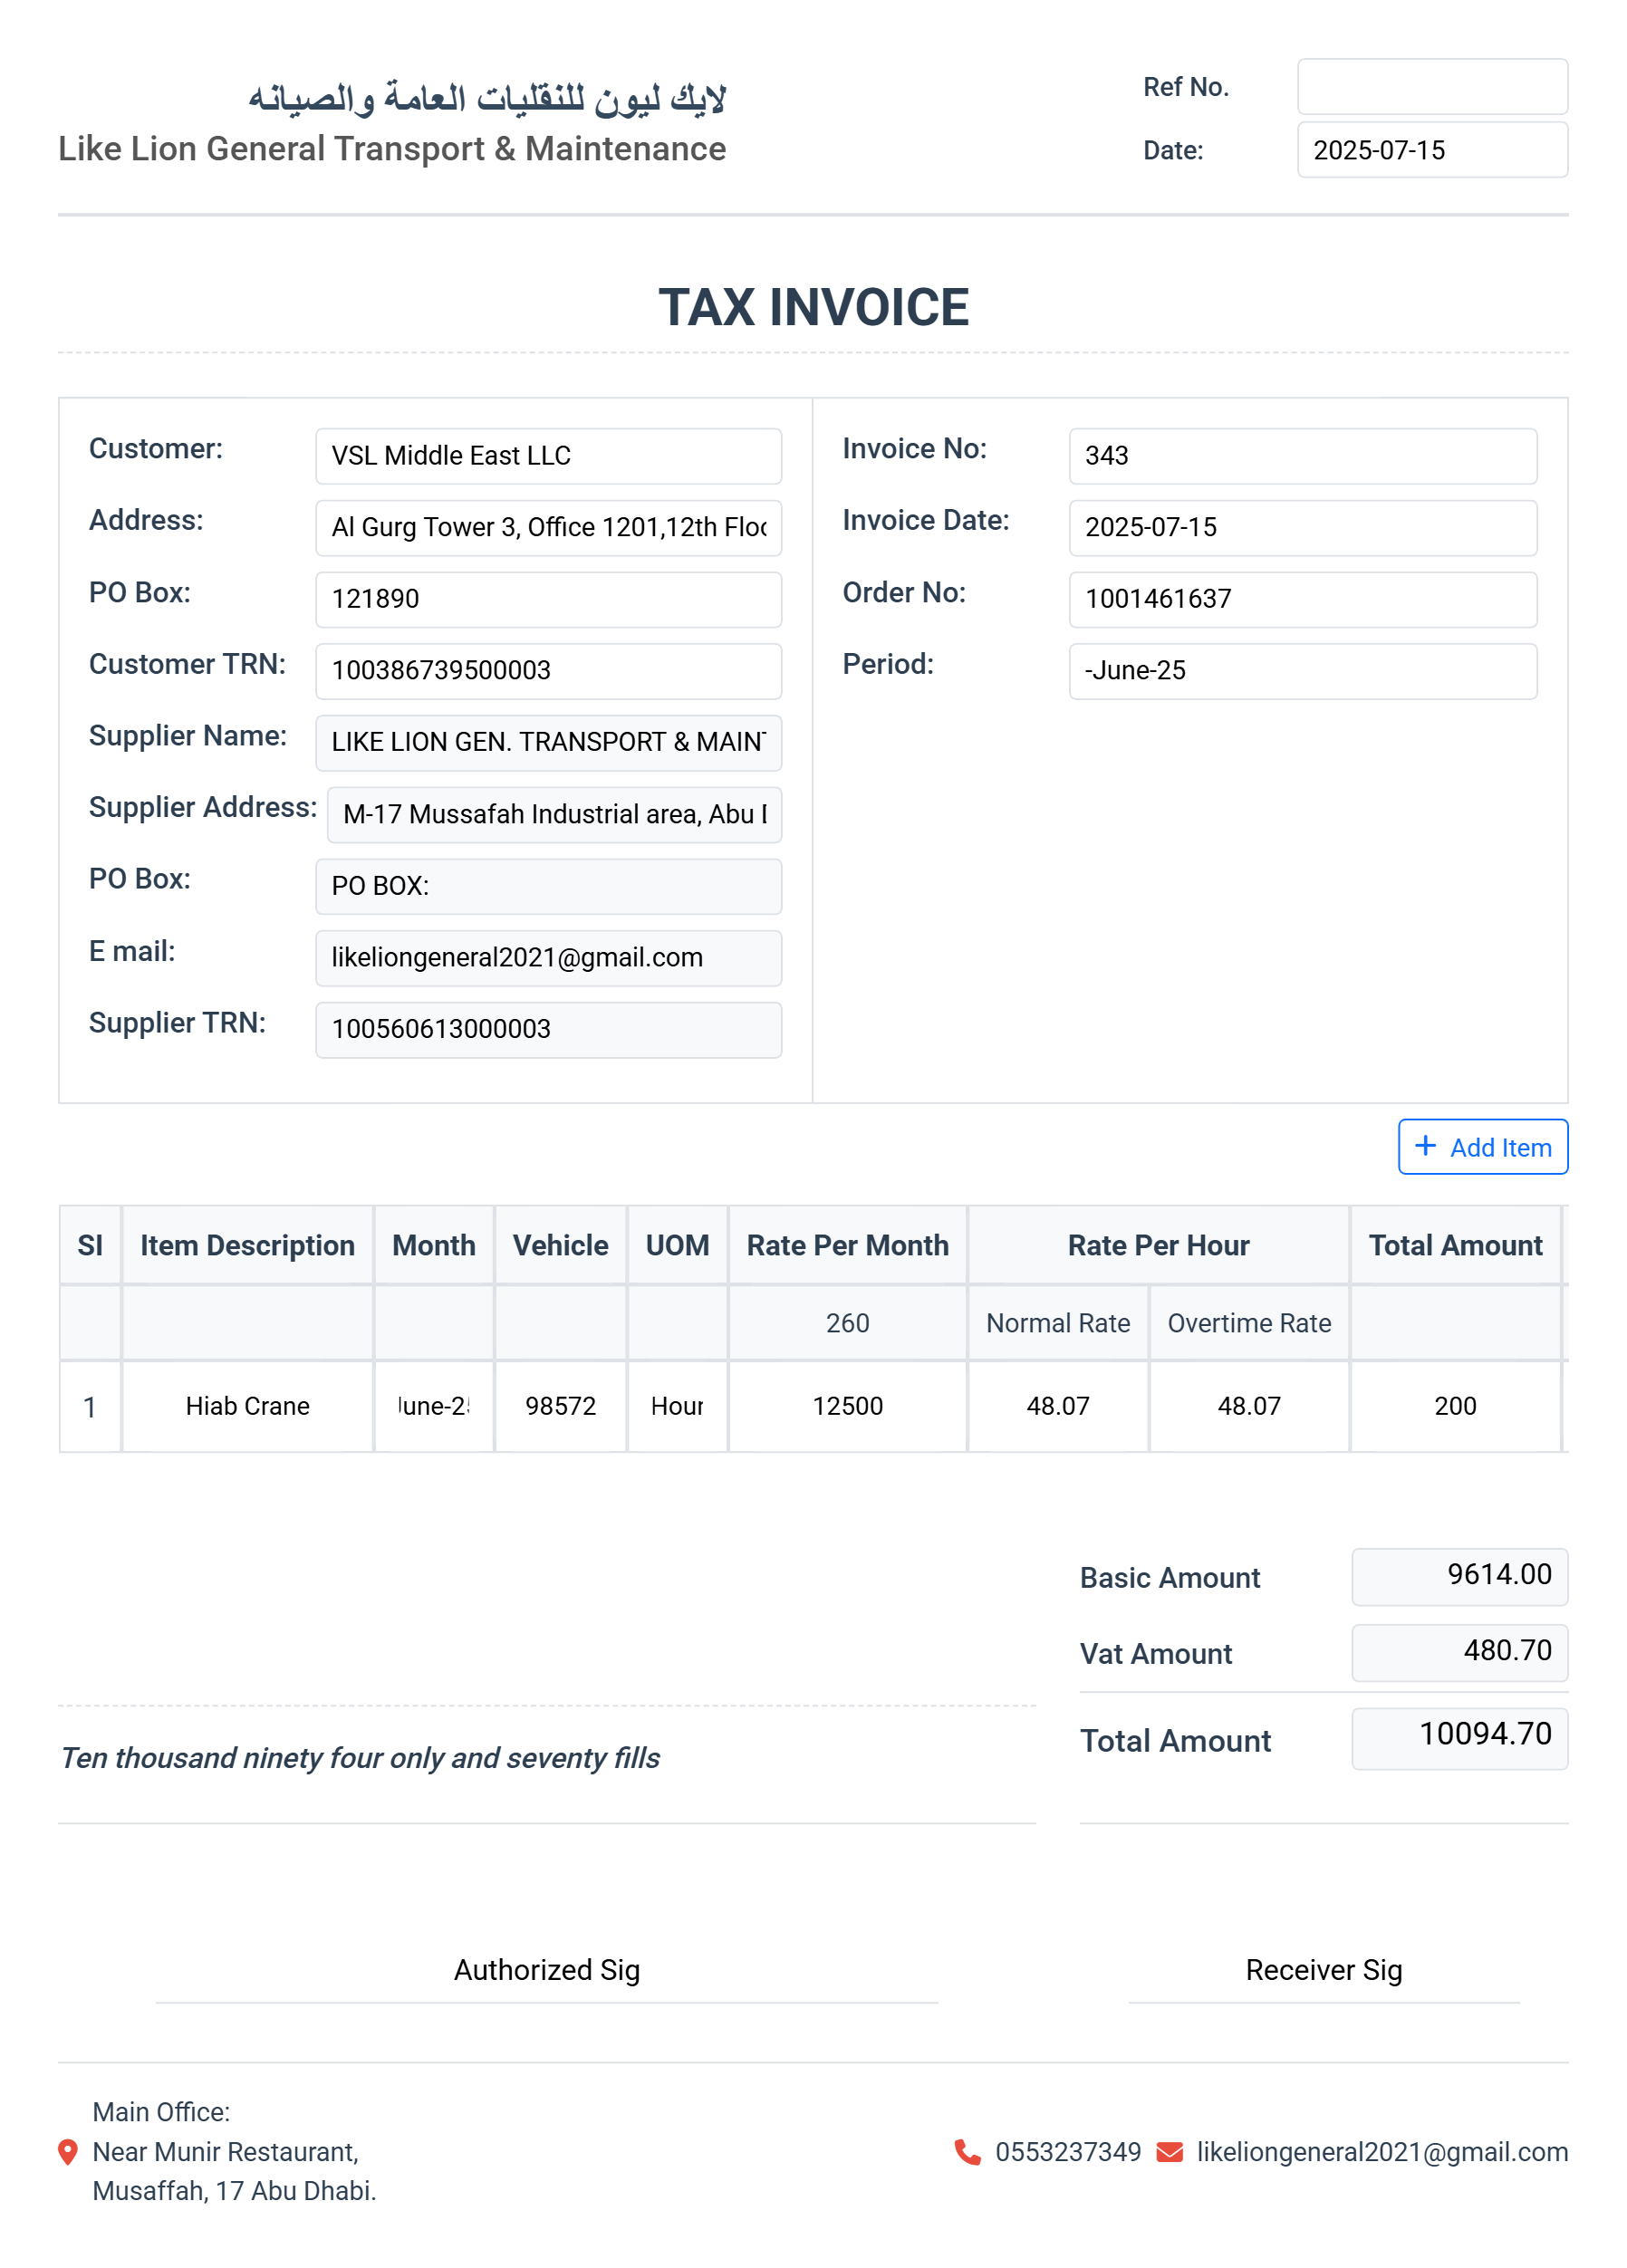 لايك ليون للنقليات العامة والصيانه
Like Lion General Transport & Maintenance
Ref No.
Date: 2025-07-15
TAX INVOICE
Customer: VSL Middle East LLC
Address: Al Gurg Tower 3, Office 1201,12th Floo
PO Box: 121890
Customer TRN: 100386739500003
Supplier Name: LIKE LION GEN. TRANSPORT & MAINT
Supplier Address: M-17 Mussafah Industrial area, Abu
PO Box: PO BOX:
E mail: likeliongeneral2021@gmail.com
Supplier TRN: 100560613000003
Invoice No: 343
Invoice Date: 2025-07-15
Order No: 1001461637
Period: -June-25
+ Add Item
SI Item Description Month Vehicle UOM Rate Per Month Rate Per Hour Total Amount
260 Normal Rate Overtime Rate
1 Hiab Crane June-25 98572 Hour 12500 48.07 48.07 200
Basic Amount 9614.00
Vat Amount 480.70
Total Amount 10094.70
Ten thousand ninety four only and seventy fills
Authorized Sig Receiver Sig
Main Office:
Near Munir Restaurant,
Musaffah, 17 Abu Dhabi.
0553237349 likeliongeneral2021@gmail.com